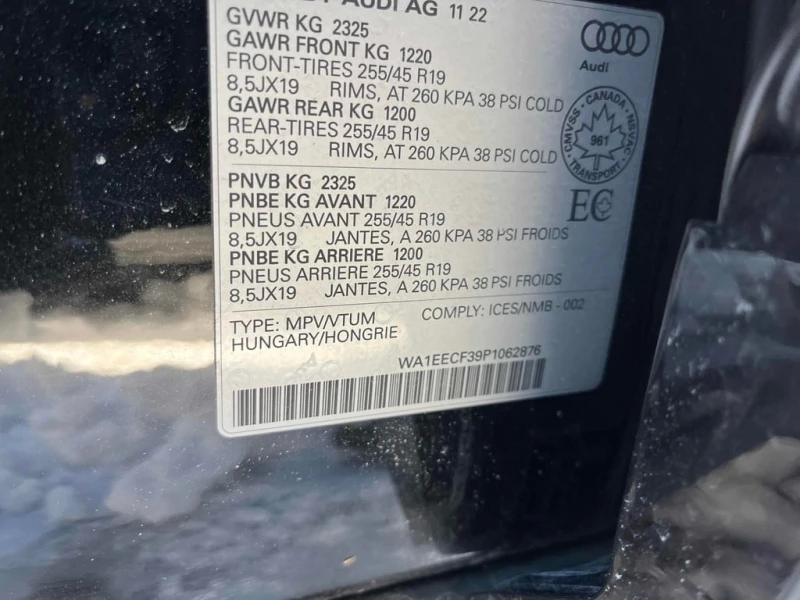 AUDI AG 11 22
GVWR KG 2325
GAWR FRONT KG 1220
FRONT-TIRES 255/45 R19
8,5JX19 RIMS, AT 260 KPA 38 PSI COLD
GAWR REAR KG 1200
REAR-TIRES 255/45 R19
8,5JX19 RIMS, AT 260 KPA 38 PSI COLD
Audi
CMVSS · CANADA · NSVAC · TRANSPORT
961
EC
PNVB KG 2325
PNBE KG AVANT 1220
PNEUS AVANT 255/45 R19
8,5JX19 JANTES, A 260 KPA 38 PSI FROIDS
PNBE KG ARRIERE 1200
PNEUS ARRIERE 255/45 R19
8,5JX19 JANTES, A 260 KPA 38 PSI FROIDS
TYPE: MPV/VTUM
COMPLY: ICES/NMB - 002
HUNGARY/HONGRIE
WA1EECF39P1062876